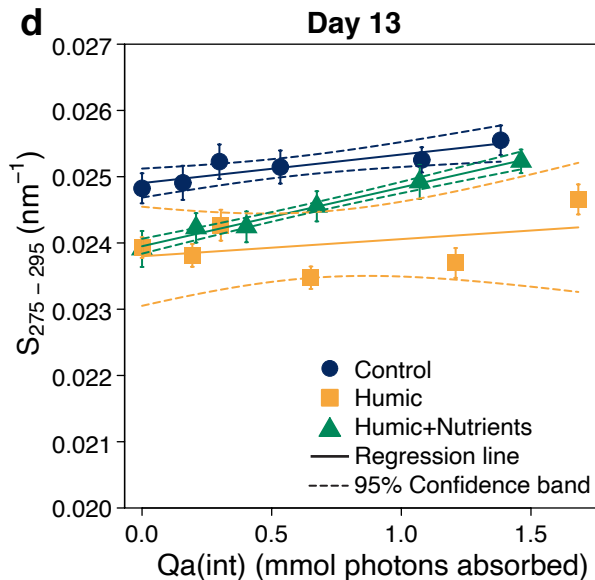 d Day 13
0.027
0.026
0.025
0.024
0.023
0.022
0.021
0.020
S275 – 295 (nm−1)
Control
Humic
Humic+Nutrients
Regression line
95% Confidence band
0.0 0.5 1.0 1.5
Qa(int) (mmol photons absorbed)